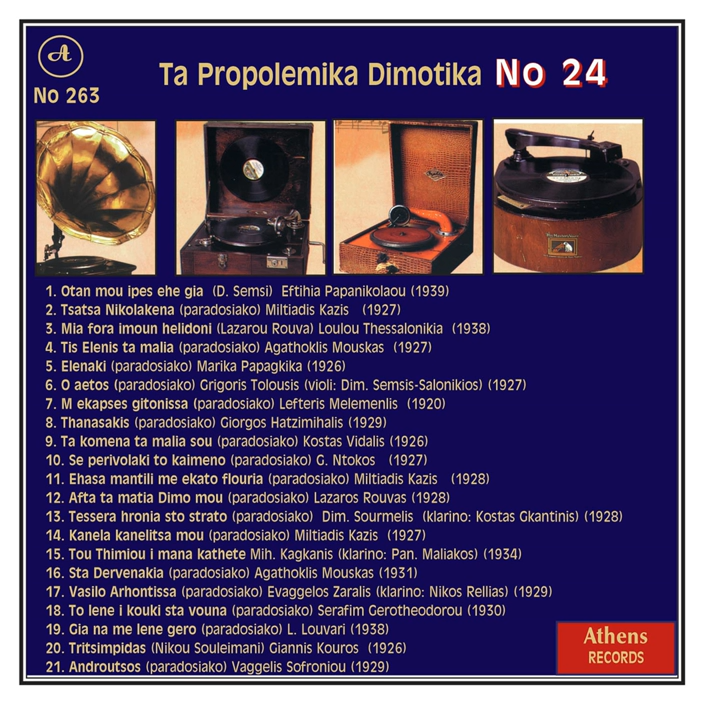 A
No 263
Ta Propolemika Dimotika No 24
1. Otan mou ipes ehe gia (D. Semsi) Eftihia Papanikolaou (1939)
2. Tsatsa Nikolakena (paradosiako) Miltiadis Kazis (1927)
3. Mia fora imoun helidoni (Lazarou Rouva) Loulou Thessalonikia (1938)
4. Tis Elenis ta malia (paradosiako) Agathoklis Mouskas (1927)
5. Elenaki (paradosiako) Marika Papagkika (1926)
6. O aetos (paradosiako) Grigoris Tolousis (violi: Dim. Semsis-Salonikios) (1927)
7. M ekapses gitonissa (paradosiako) Lefteris Melemenlis (1920)
8. Thanasakis (paradosiako) Giorgos Hatzimihalis (1929)
9. Ta komena ta malia sou (paradosiako) Kostas Vidalis (1926)
10. Se perivolaki to kaimeno (paradosiako) G. Ntokos (1927)
11. Ehasa mantili me ekato flouria (paradosiako) Miltiadis Kazis (1928)
12. Afta ta matia Dimo mou (paradosiako) Lazaros Rouvas (1928)
13. Tessera hronia sto strato (paradosiako) Dim. Sourmelis (klarino: Kostas Gkantinis) (1928)
14. Kanela kanelitsa mou (paradosiako) Miltiadis Kazis (1927)
15. Tou Thimiou i mana kathete Mih. Kagkanis (klarino: Pan. Maliakos) (1934)
16. Sta Dervenakia (paradosiako) Agathoklis Mouskas (1931)
17. Vasilo Arhontissa (paradosiako) Evaggelos Zaralis (klarino: Nikos Rellias) (1929)
18. To lene i kouki sta vouna (paradosiako) Serafim Gerotheodorou (1930)
19. Gia na me lene gero (paradosiako) L. Louvari (1938)
20. Tritsimpidas (Nikou Souleimani) Giannis Kouros (1926)
21. Androutsos (paradosiako) Vaggelis Sofroniou (1929)
Athens
RECORDS